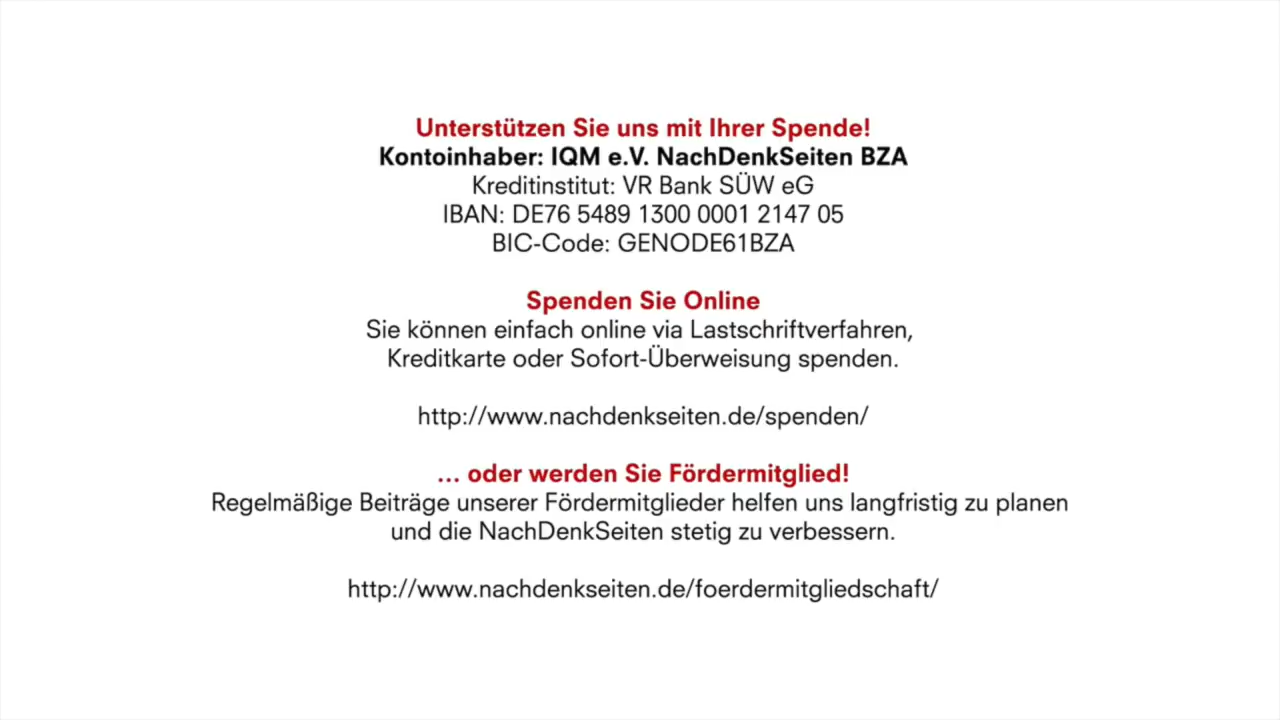 Unterstützen Sie uns mit Ihrer Spende!
Kontoinhaber: IQM e.V. NachDenkSeiten BZA
Kreditinstitut: VR Bank SÜW eG
IBAN: DE76 5489 1300 0001 2147 05
BIC-Code: GENODE61BZA
Spenden Sie Online
Sie können einfach online via Lastschriftverfahren,
Kreditkarte oder Sofort-Überweisung spenden.
http://www.nachdenkseiten.de/spenden/
... oder werden Sie Fördermitglied!
Regelmäßige Beiträge unserer Fördermitglieder helfen uns langfristig zu planen
und die NachDenkSeiten stetig zu verbessern.
http://www.nachdenkseiten.de/foerdermitgliedschaft/